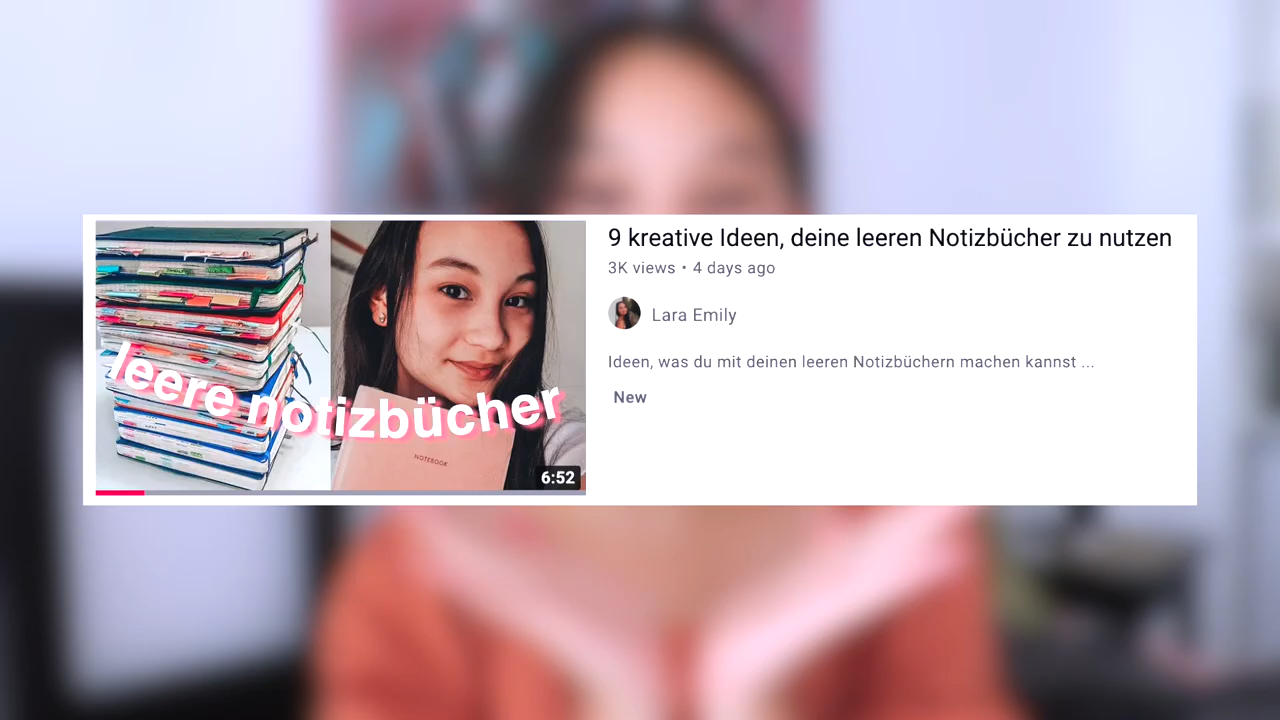 9 kreative Ideen, deine leeren Notizbücher zu nutzen
3K views • 4 days ago
Lara Emily
Ideen, was du mit deinen leeren Notizbüchern machen kannst ...
New
leere notizbücher
NOTEBOOK
6:52